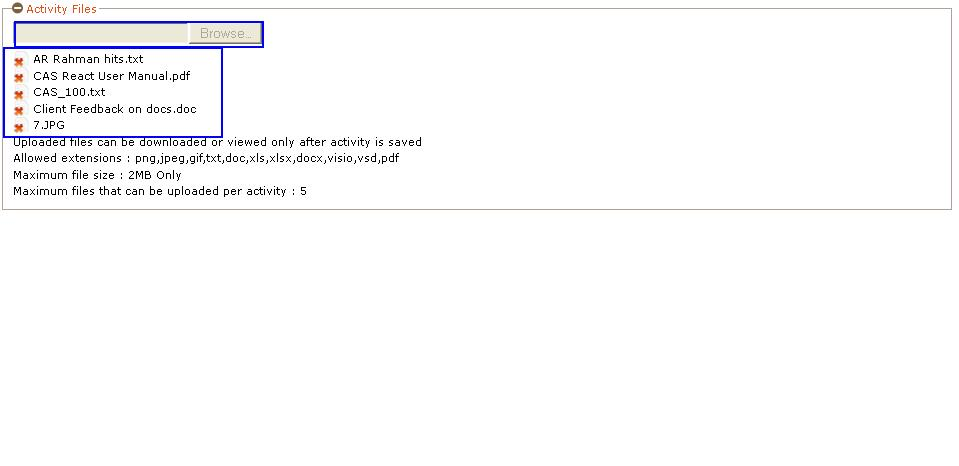 Activity Files
Browse...
AR Rahman hits.txt
CAS React User Manual.pdf
CAS_100.txt
Client Feedback on docs.doc
7.JPG
Uploaded files can be downloaded or viewed only after activity is saved
Allowed extensions : png,jpeg,gif,txt,doc,xls,xlsx,docx,visio,vsd,pdf
Maximum file size : 2MB Only
Maximum files that can be uploaded per activity : 5